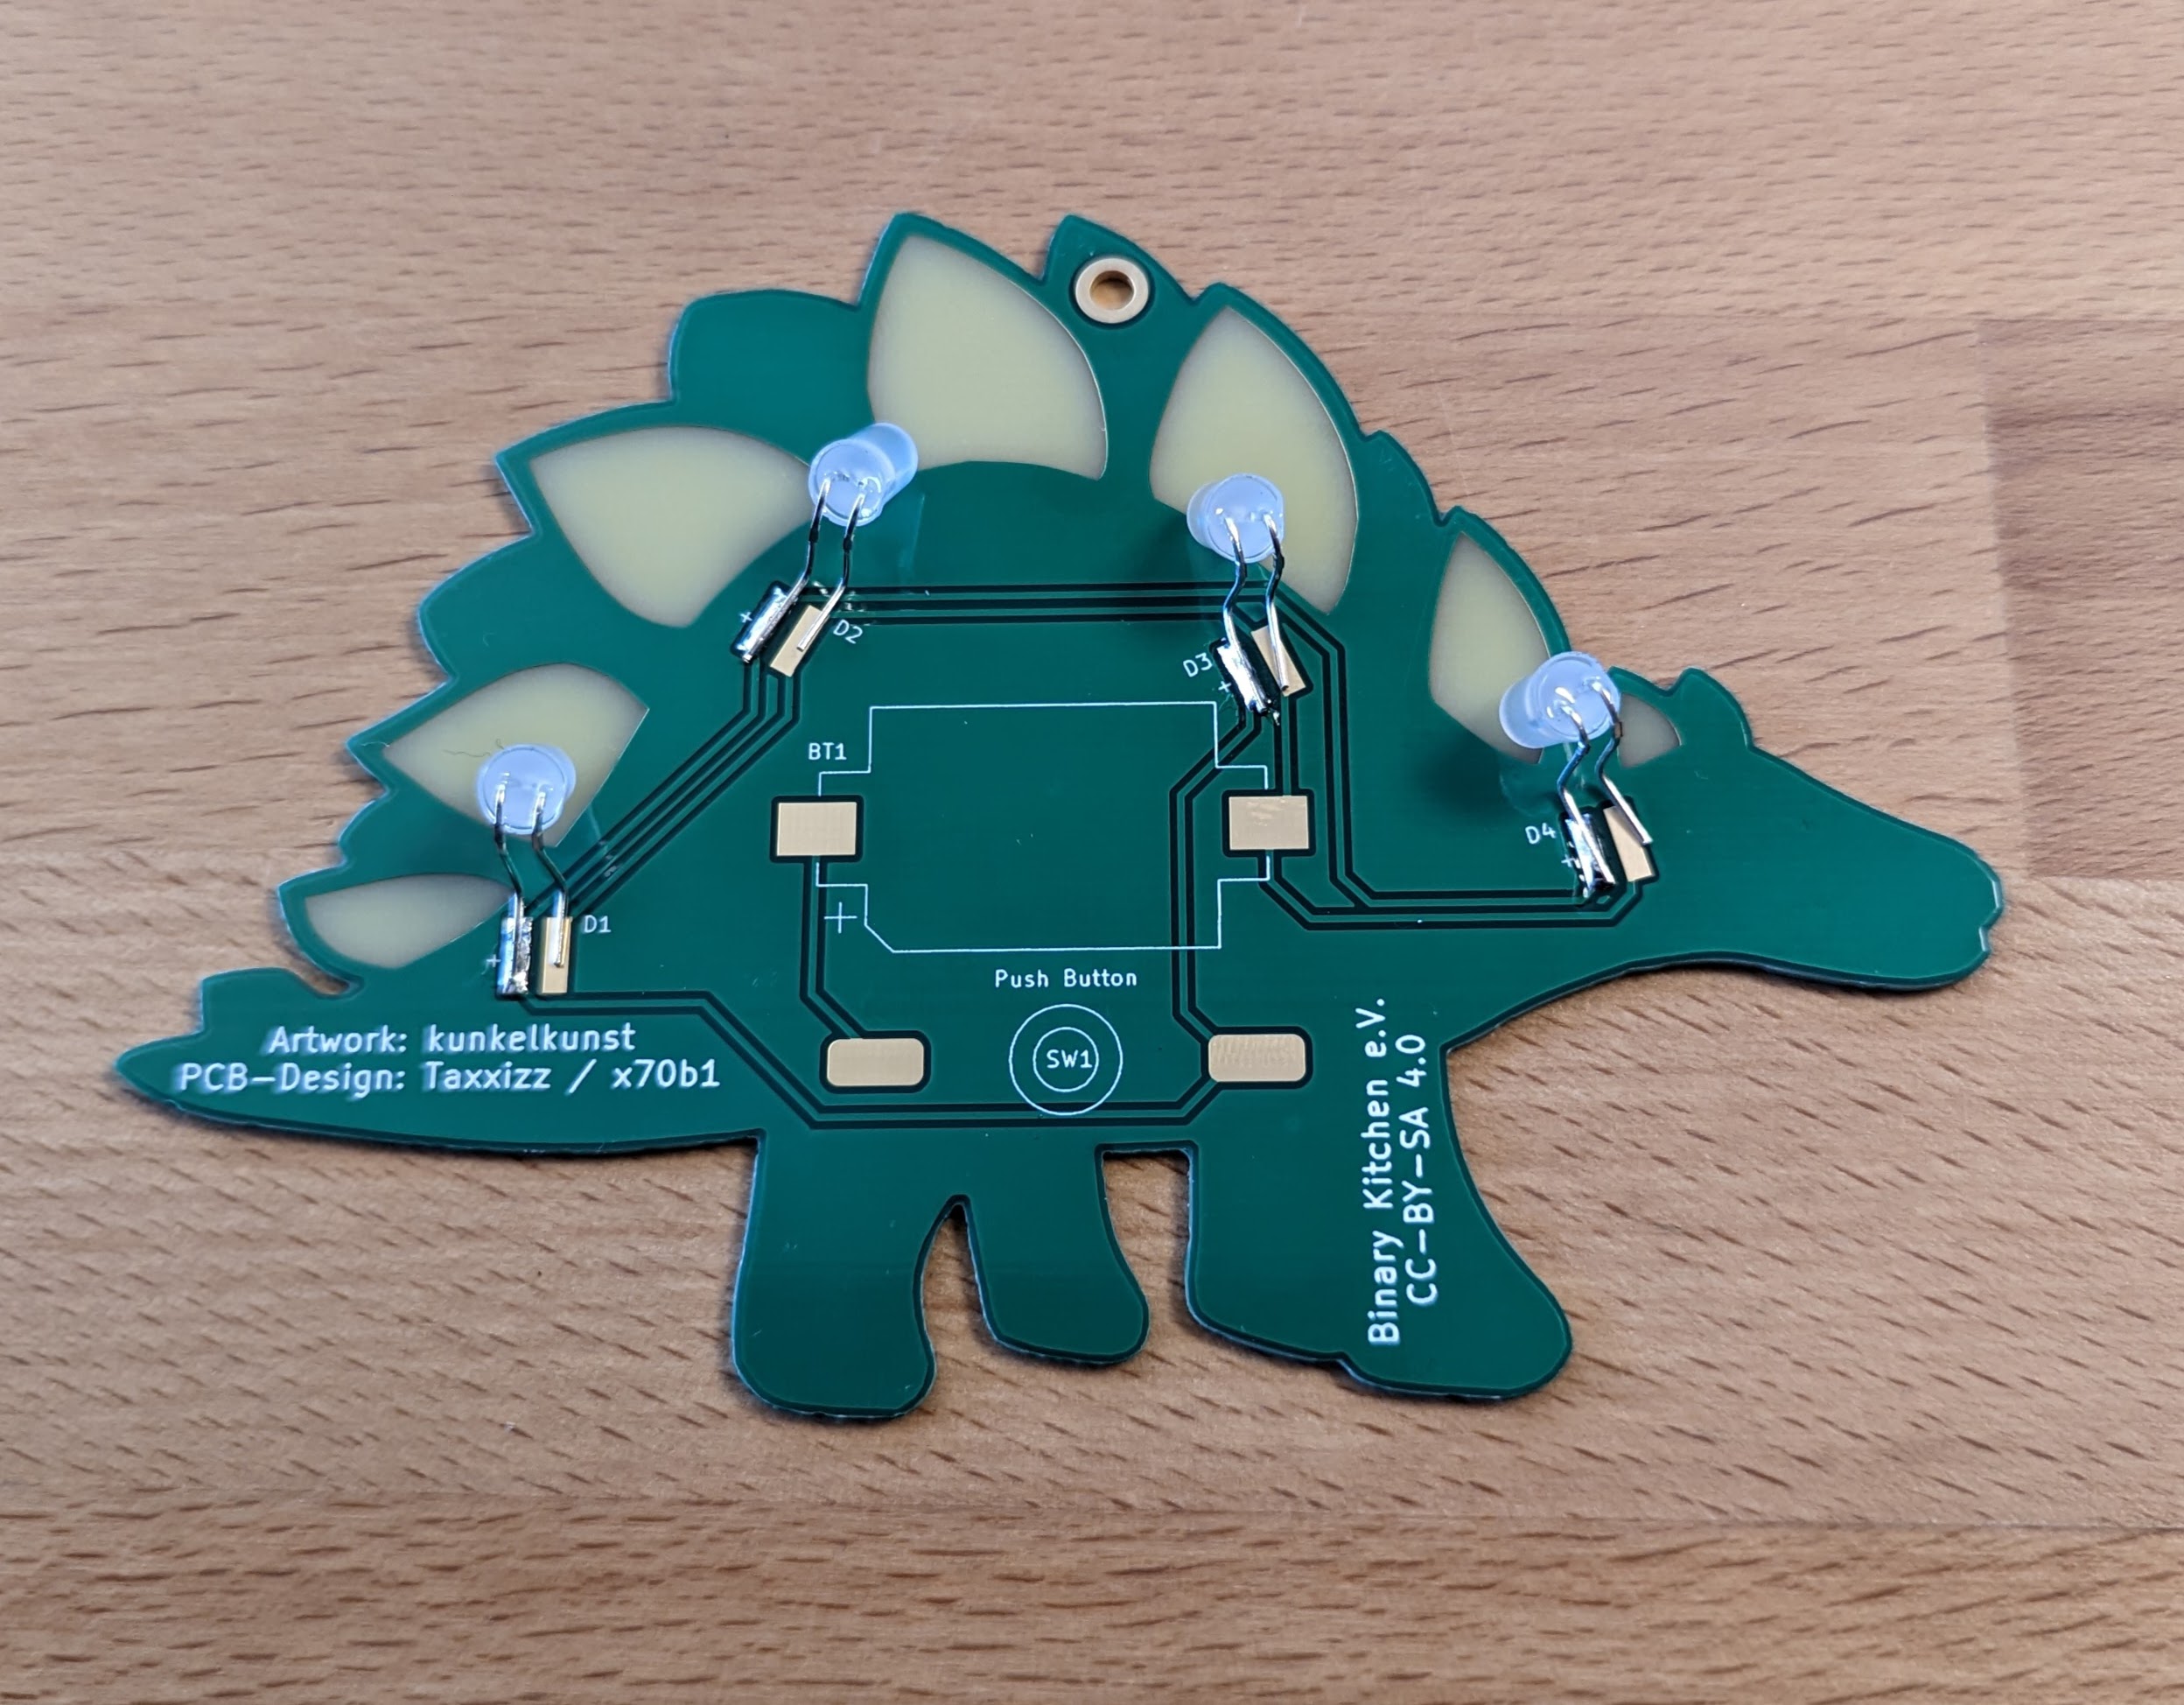 D2
D3
+
+
+
BT1
D4
+
D1
+
+
Push Button
SW1
Artwork: kunkelkunst
PCB-Design: Taxxizz / x70b1
Binary Kitchen e.V.
CC-BY-SA 4.0